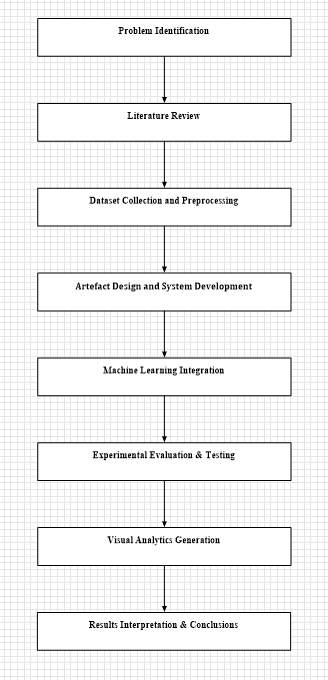 Problem Identification
Literature Review
Dataset Collection and Preprocessing
Artefact Design and System Development
Machine Learning Integration
Experimental Evaluation & Testing
Visual Analytics Generation
Results Interpretation & Conclusions